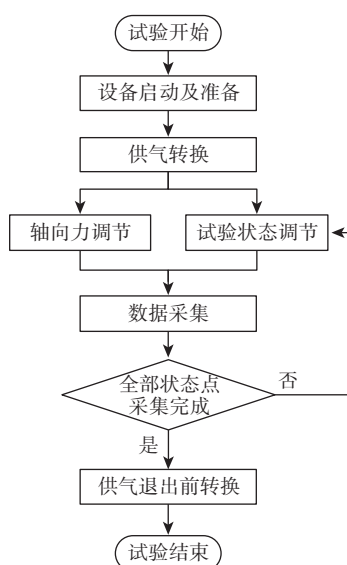 试验开始
设备启动及准备
供气转换
轴向力调节
试验状态调节
数据采集
全部状态点
采集完成
否
是
供气退出前转换
试验结束